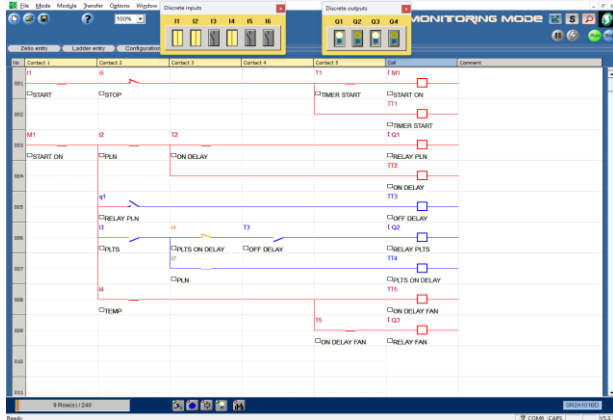 File Mode Module Transfer Options Window
Discrete inputs
Discrete outputs
MONITORING MODE
100%
I1 I2 I3 I4 I5 I6
Q1 Q2 Q3 Q4
Zelio entry Ladder entry Configuration
No Contact 1 Contact 2 Contact 3 Contact 4 Contact 5 Coil Comment
001 I1 i5 T1 [ M1
START STOP TIMER START START ON
002 TT1
TIMER START
003 M1 I2 T2 [ Q1
START ON PLN ON DELAY RELAY PLN
004 TT2
ON DELAY
005 q1 TT3
RELAY PLN OFF DELAY
006 I3 i4 T3 [ Q2
PLTS PLTS ON DELAY OFF DELAY RELAY PLTS
007 i2 TT4
PLN PLTS ON DELAY
008 I4 TT5
TEMP ON DELAY FAN
009 T5 [ Q3
ON DELAY FAN RELAY FAN
010
011
9 Row(s) / 240
SR2A101BD
Ready
COM6 CAPS